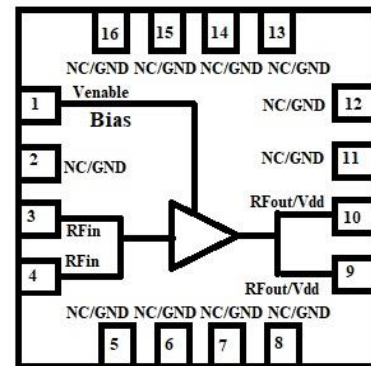 16 15 14 13
NC/GND NC/GND NC/GND NC/GND
1 Venable
Bias
NC/GND 12
2 NC/GND
NC/GND 11
3 RFin
RFout/Vdd 10
4 RFin
RFout/Vdd 9
NC/GND NC/GND NC/GND NC/GND
5 6 7 8